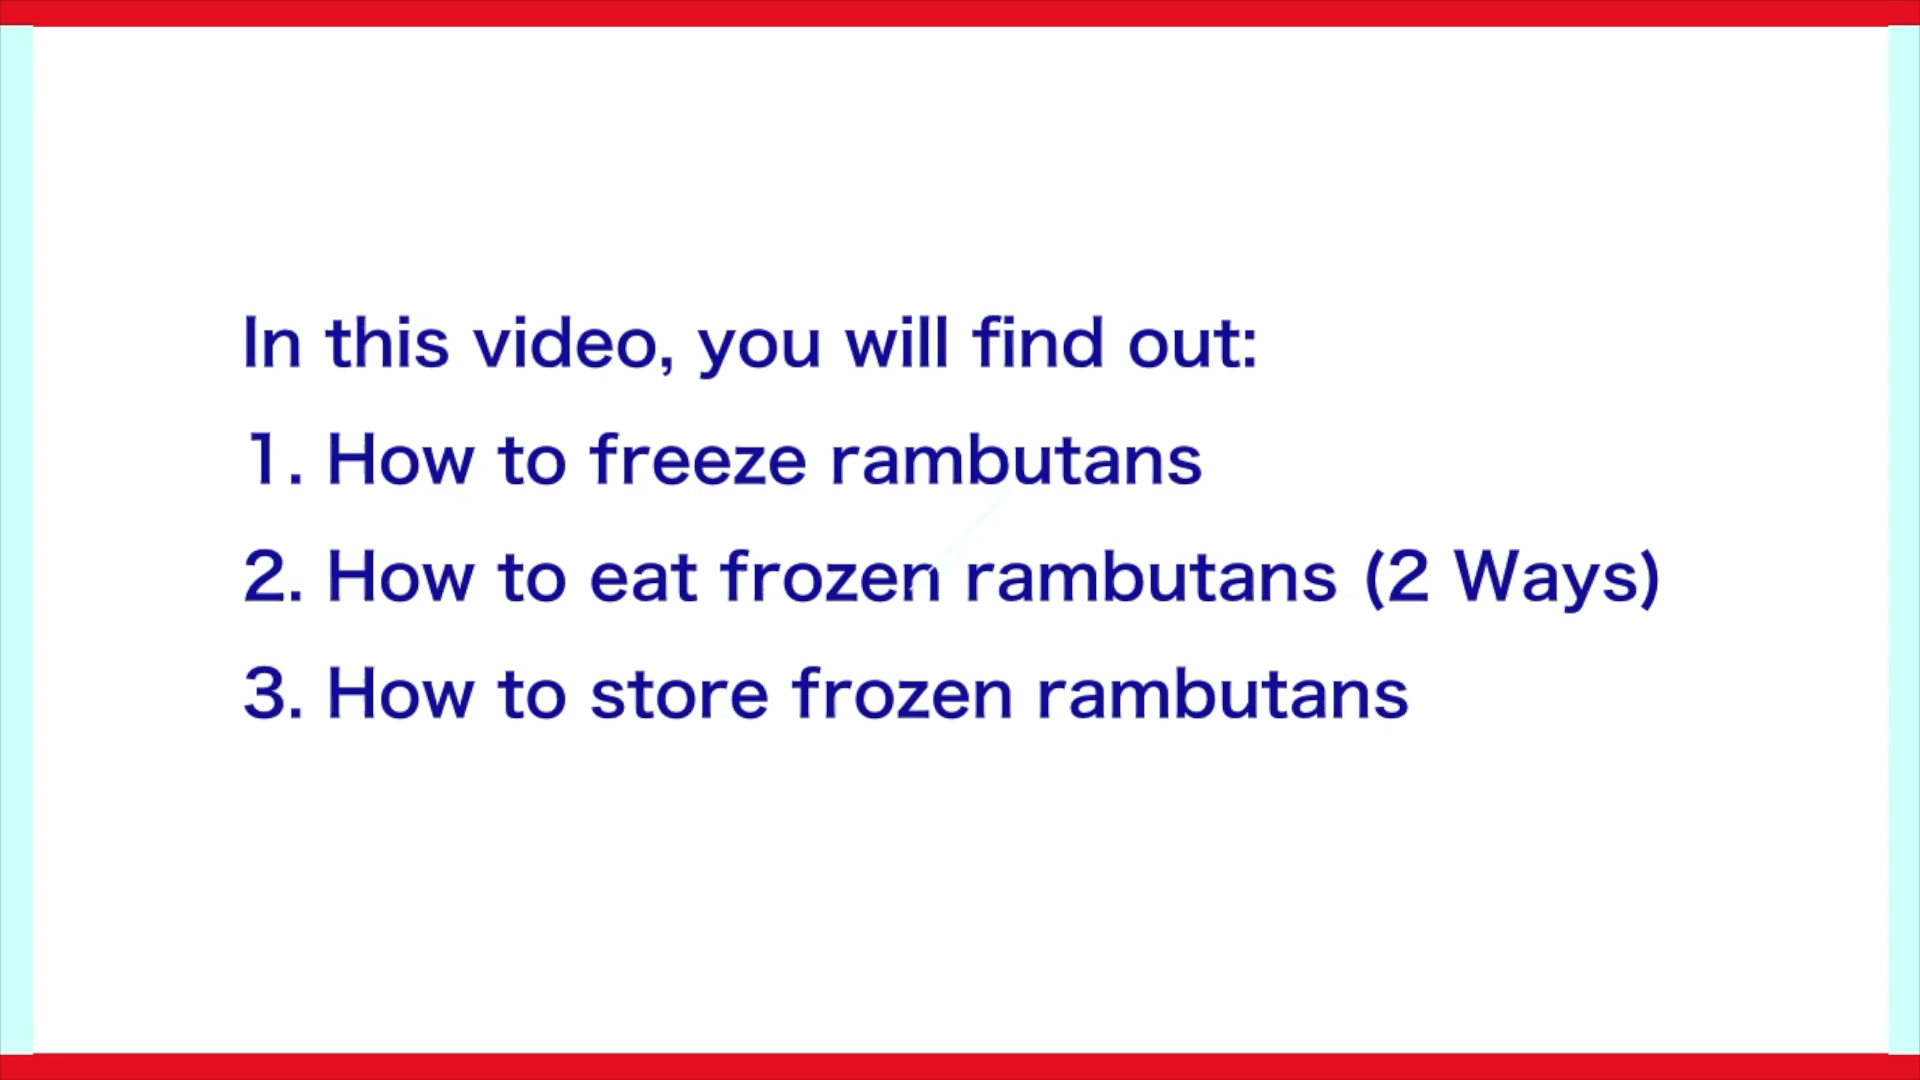 In this video, you will find out:
1. How to freeze rambutans
2. How to eat frozen rambutans (2 Ways)
3. How to store frozen rambutans